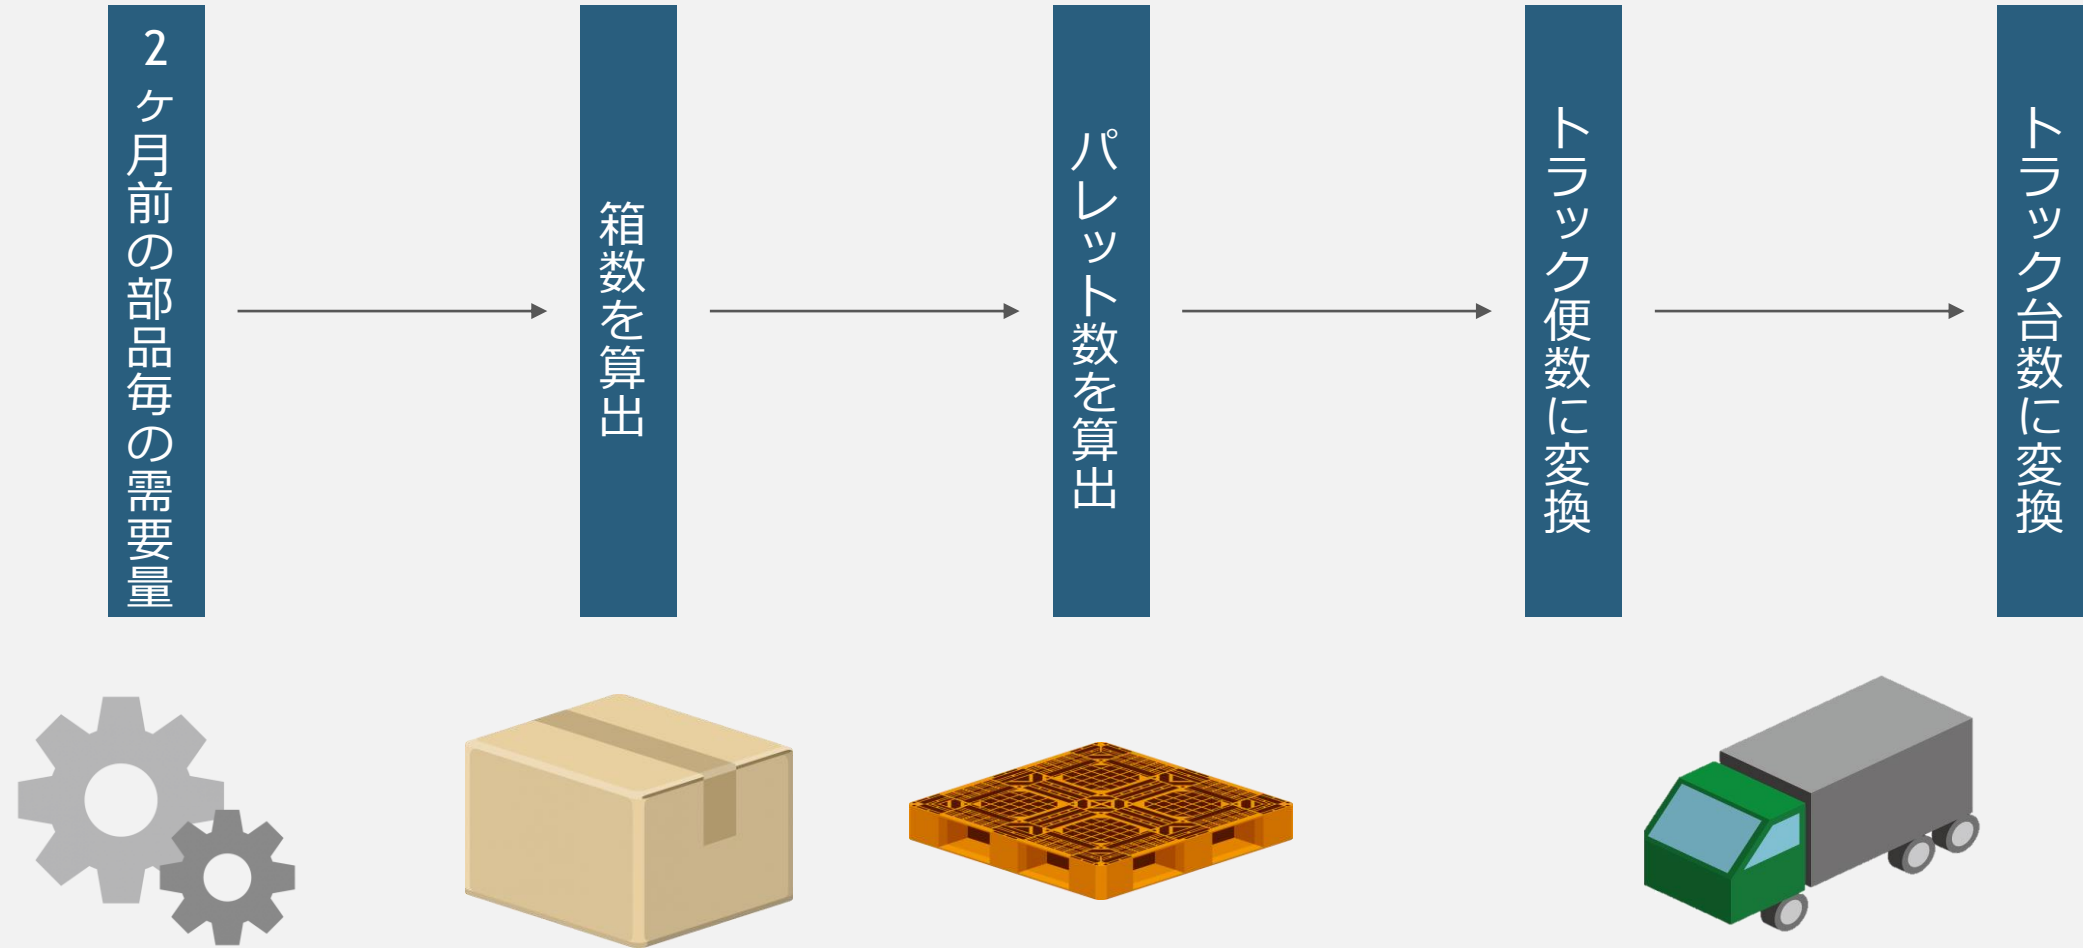 2ヶ月前の部品毎の需要量
箱数を算出
パレット数を算出
トラック便数に変換
トラック台数に変換